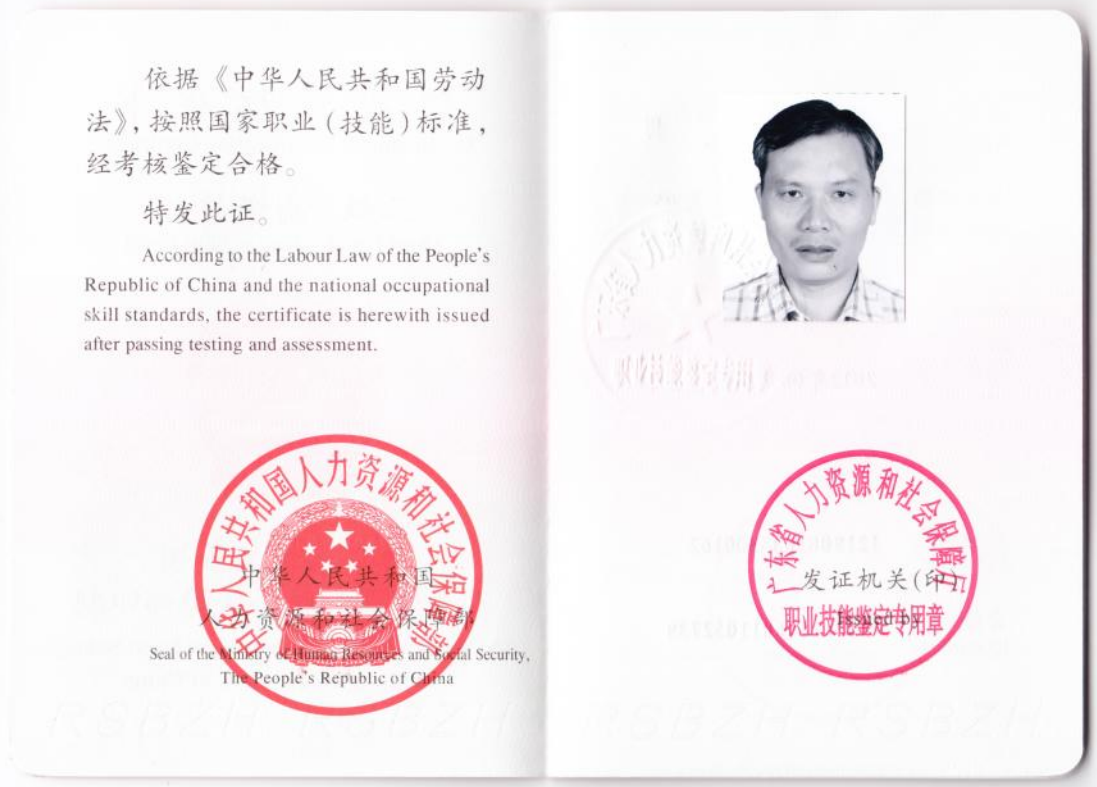 依据《中华人民共和国劳动
法》，按照国家职业(技能)标准，
经考核鉴定合格。
特发此证。
According to the Labour Law of the People's
Republic of China and the national occupational
skill standards, the certificate is herewith issued
after passing testing and assessment.
中华人民共和国人力资源和社会保障部
中华人民共和国
人力资源和社会保障部
Seal of the Ministry of Human Resources and Social Security,
The People's Republic of China
RSBZH RSBZH RSBZH RSBZH
广东省人力资源和社会保障厅
发证机关(印)
Issued by
职业技能鉴定专用章